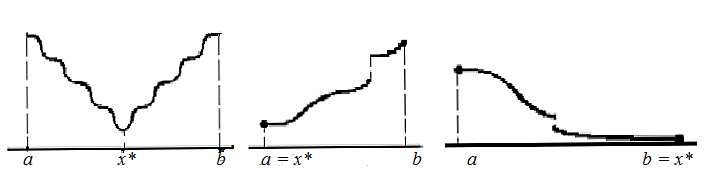 a x* b a = x* b a b = x*